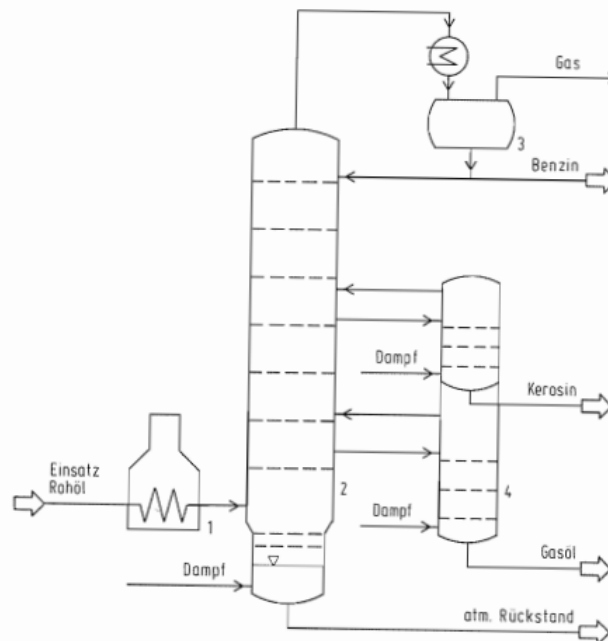 Gas
3
Benzin
Dampf
Kerosin
Einsatz
Rohöl
1
2
4
Dampf
Dampf
Gasöl
atm. Rückstand